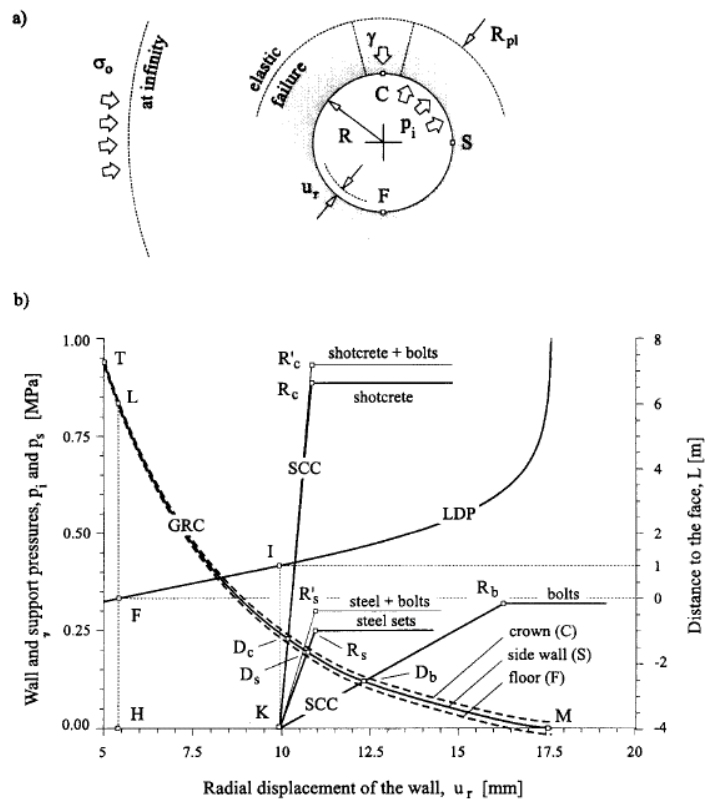 a)
σo
at infinity
elastic
failure
γ
Rpl
C
R
pi
S
ur
F
b)
Wall and support pressures, pi and ps [MPa]
1.00
0.75
0.50
0.25
0.00
T
L
GRC
F
H
R'c
shotcrete + bolts
Rc
shotcrete
SCC
LDP
I
R's
steel + bolts
steel sets
Rs
Rb
bolts
Dc
Ds
Db
K
SCC
crown (C)
side wall (S)
floor (F)
M
8
6
4
2
0
-2
-4
Distance to the face, L [m]
5
7.5
10
12.5
15
17.5
20
Radial displacement of the wall, ur [mm]